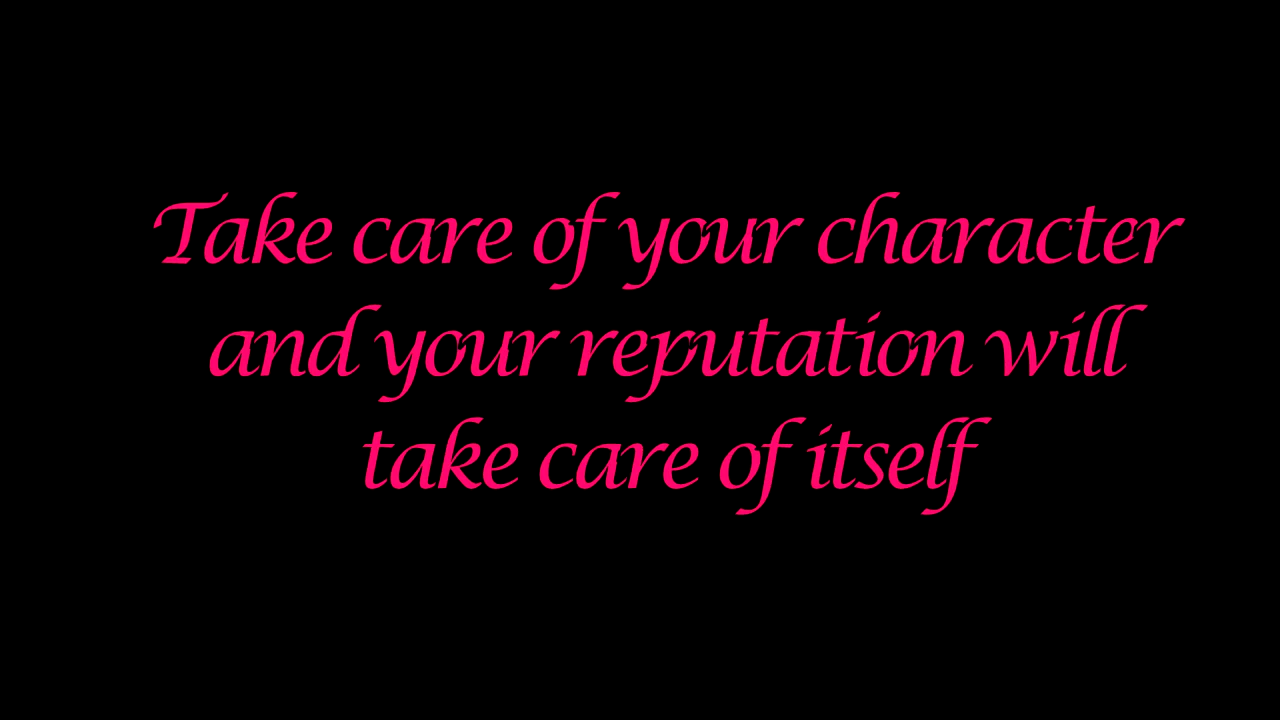 Take care of your character
and your reputation will
take care of itself